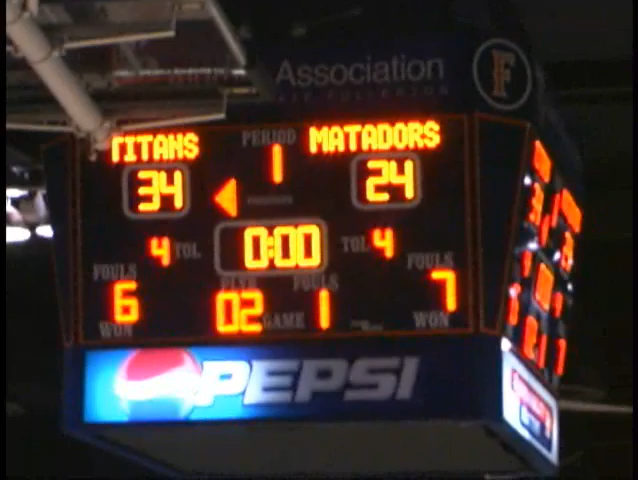 Association
F
TITANS PERIOD MATADORS
34 1 24
4 TOL 0:00 TOL 4
FOULS PLYR FOULS FOULS
6 02 1 7
WON GAME WON
PEPSI